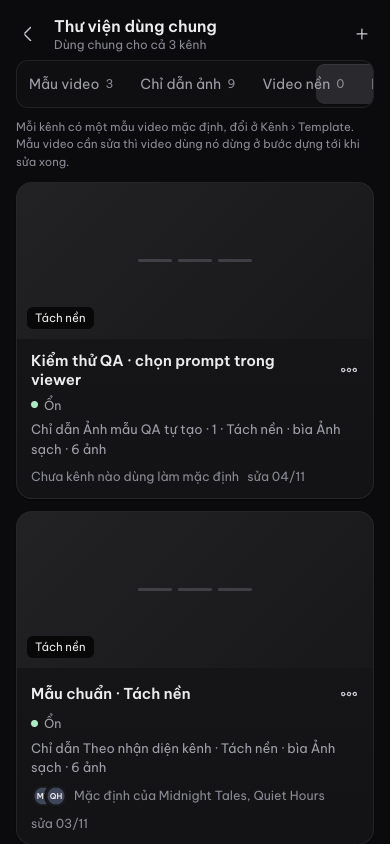 Thư viện dùng chung
Dùng chung cho cả 3 kênh
Mẫu video 3 Chỉ dẫn ảnh 9 Video nền 0
Mỗi kênh có một mẫu video mặc định, đổi ở Kênh › Template.
Mẫu video cần sửa thì video dùng nó dừng ở bước dựng tới khi
sửa xong.
Tách nền
Kiểm thử QA · chọn prompt trong
viewer
Ổn
Chỉ dẫn Ảnh mẫu QA tự tạo · 1 · Tách nền · bìa Ảnh
sạch · 6 ảnh
Chưa kênh nào dùng làm mặc định sửa 04/11
Tách nền
Mẫu chuẩn · Tách nền
Ổn
Chỉ dẫn Theo nhận diện kênh · Tách nền · bìa Ảnh
sạch · 6 ảnh
M QH Mặc định của Midnight Tales, Quiet Hours
sửa 03/11